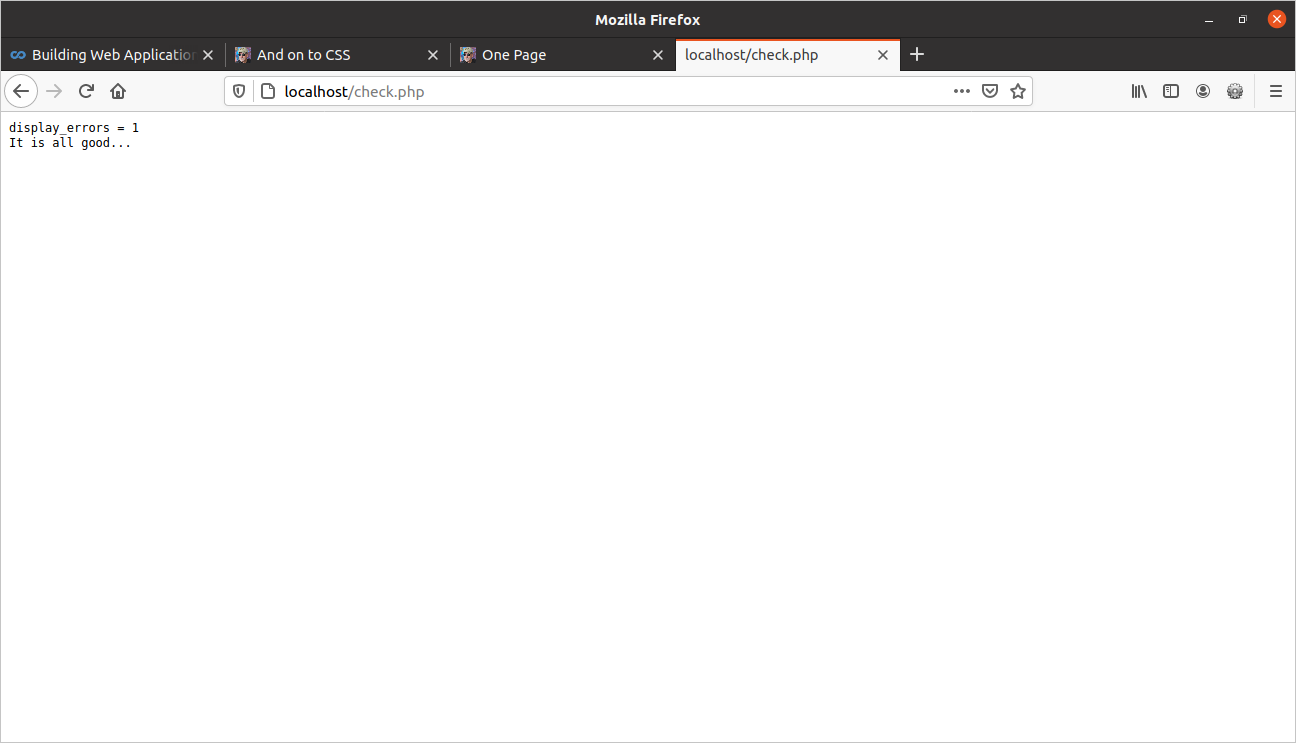 Mozilla Firefox
Building Web Application
And on to CSS
One Page
localhost/check.php
localhost/check.php
display_errors = 1
It is all good...